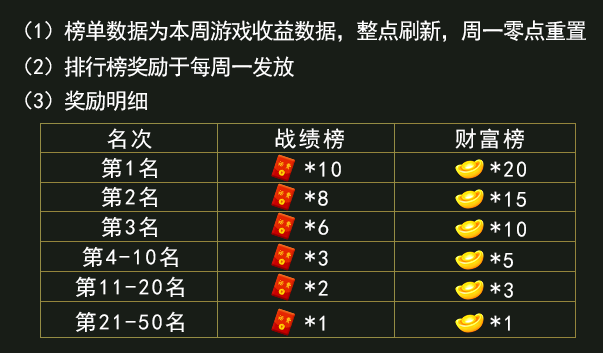 （1）榜单数据为本周游戏收益数据，整点刷新，周一零点重置
（2）排行榜奖励于每周一发放
（3）奖励明细
名次 战绩榜 财富榜
第1名 *10 *20
第2名 *8 *15
第3名 *6 *10
第4-10名 *3 *5
第11-20名 *2 *3
第21-50名 *1 *1